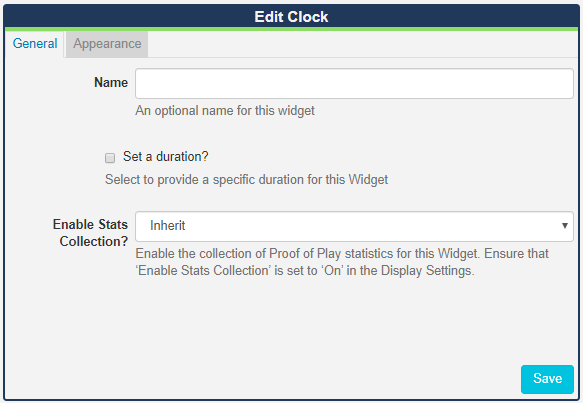 Edit Clock
General
Appearance
Name
An optional name for this widget
Set a duration?
Select to provide a specific duration for this Widget
Enable Stats
Collection?
Inherit
Enable the collection of Proof of Play statistics for this Widget. Ensure that
‘Enable Stats Collection’ is set to ‘On’ in the Display Settings.
Save